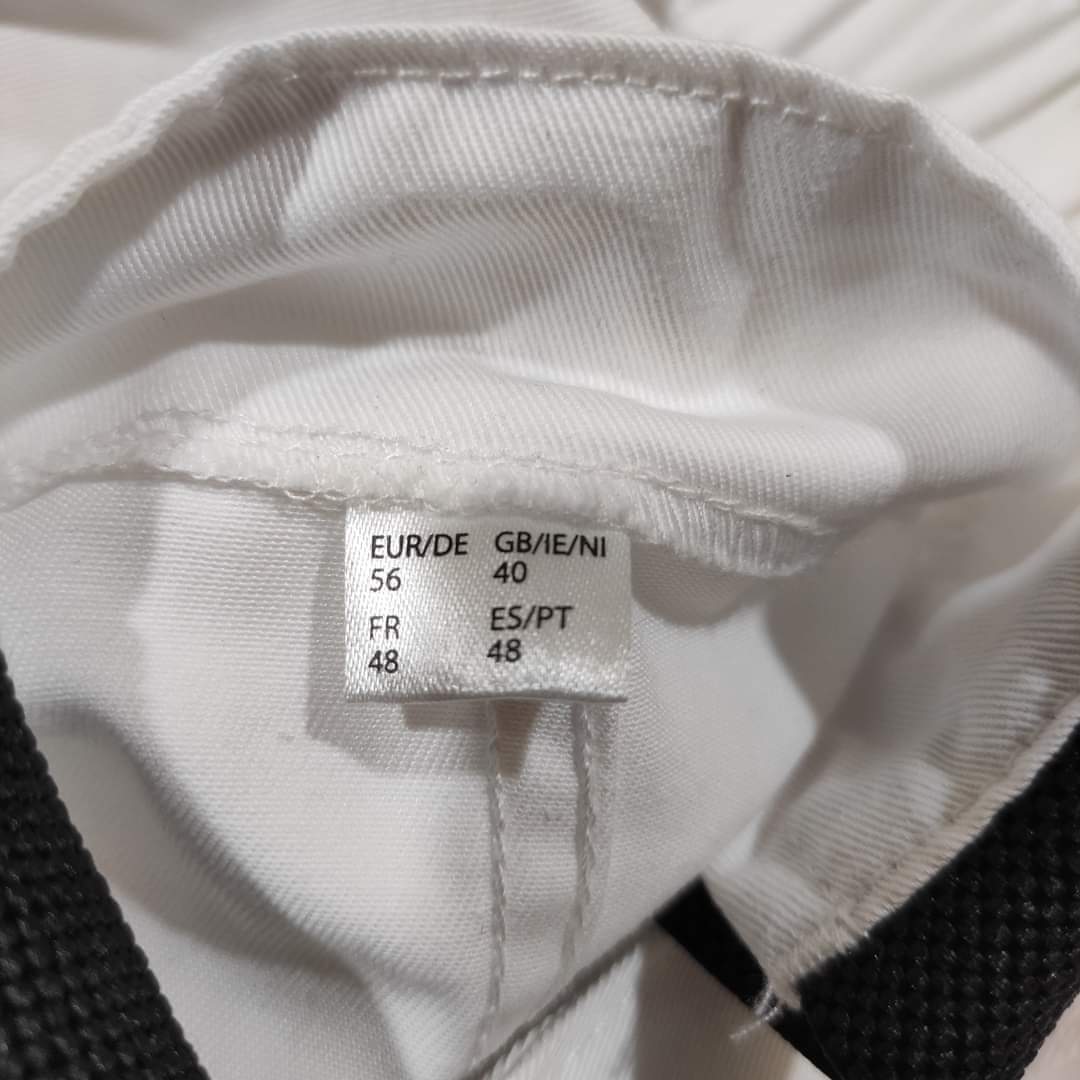 EUR/DE GB/IE/NI
56 40
FR ES/PT
48 48